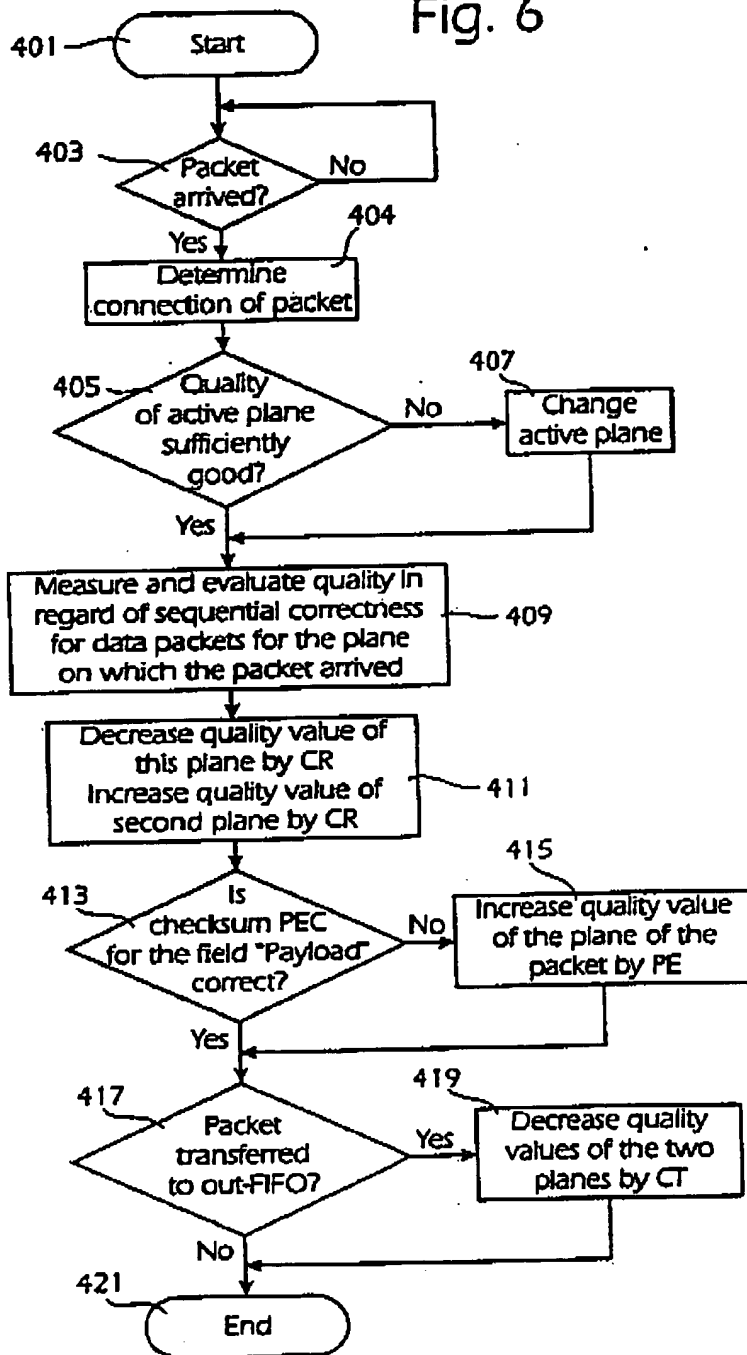 Fig. 6
401
Start
403
Packet
arrived?
No
Yes
404
Determine
connection of packet
405
Quality
of active plane
sufficiently
good?
No
407
Change
active plane
Yes
Measure and evaluate quality in
regard of sequential correctness
for data packets for the plane
on which the packet arrived
409
Decrease quality value of
this plane by CR
Increase quality value of
second plane by CR
411
413
Is
checksum PEC
for the field "Payload"
correct?
No
415
Increase quality value
of the plane of the
packet by PE
Yes
417
Packet
transferred
to out-FIFO?
Yes
419
Decrease quality
values of the two
planes by CT
No
421
End